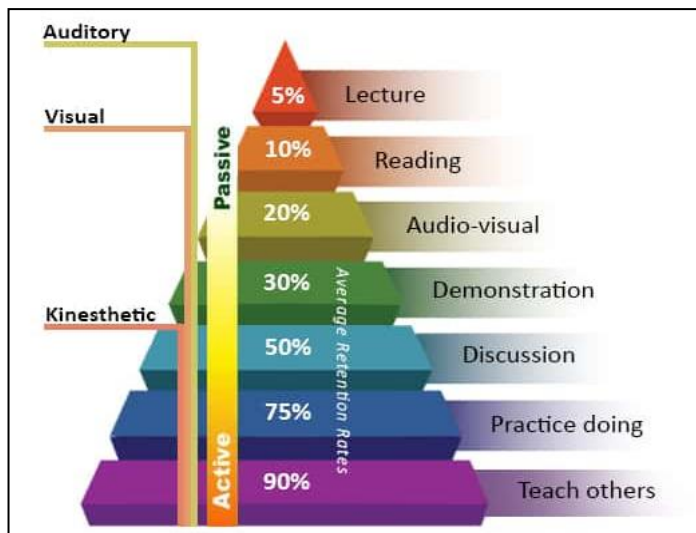 Auditory
5%
Lecture
Visual
Passive
10%
Reading
20%
Audio-visual
Average Retention Rates
30%
Demonstration
Kinesthetic
50%
Discussion
75%
Practice doing
Active
90%
Teach others